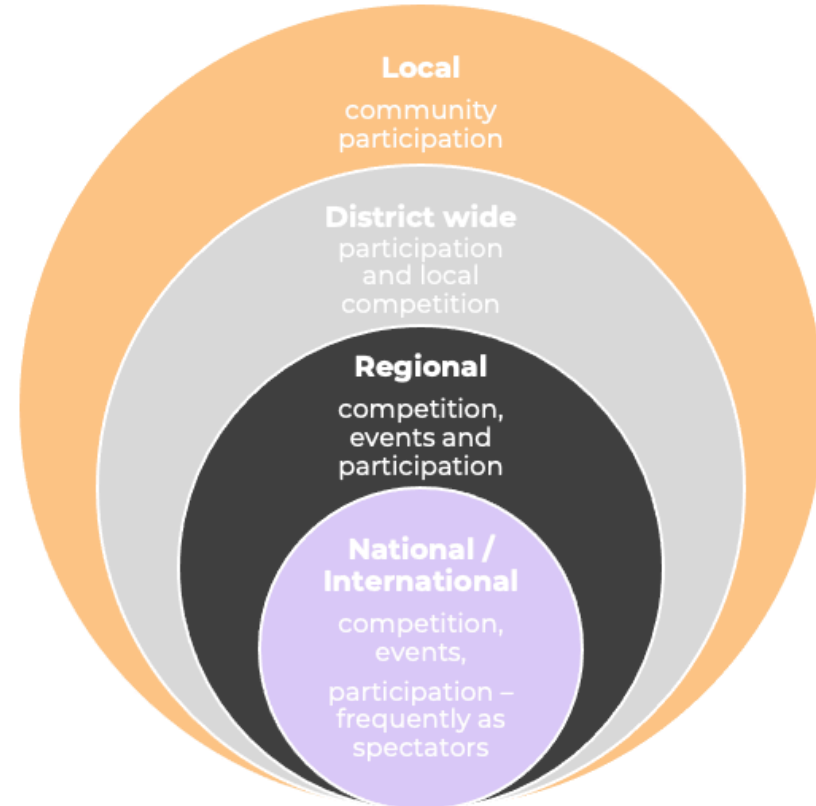 Local
community
participation
District wide
participation
and local
competition
Regional
competition,
events and
participation
National /
International
competition,
events,
participation –
frequently as
spectators